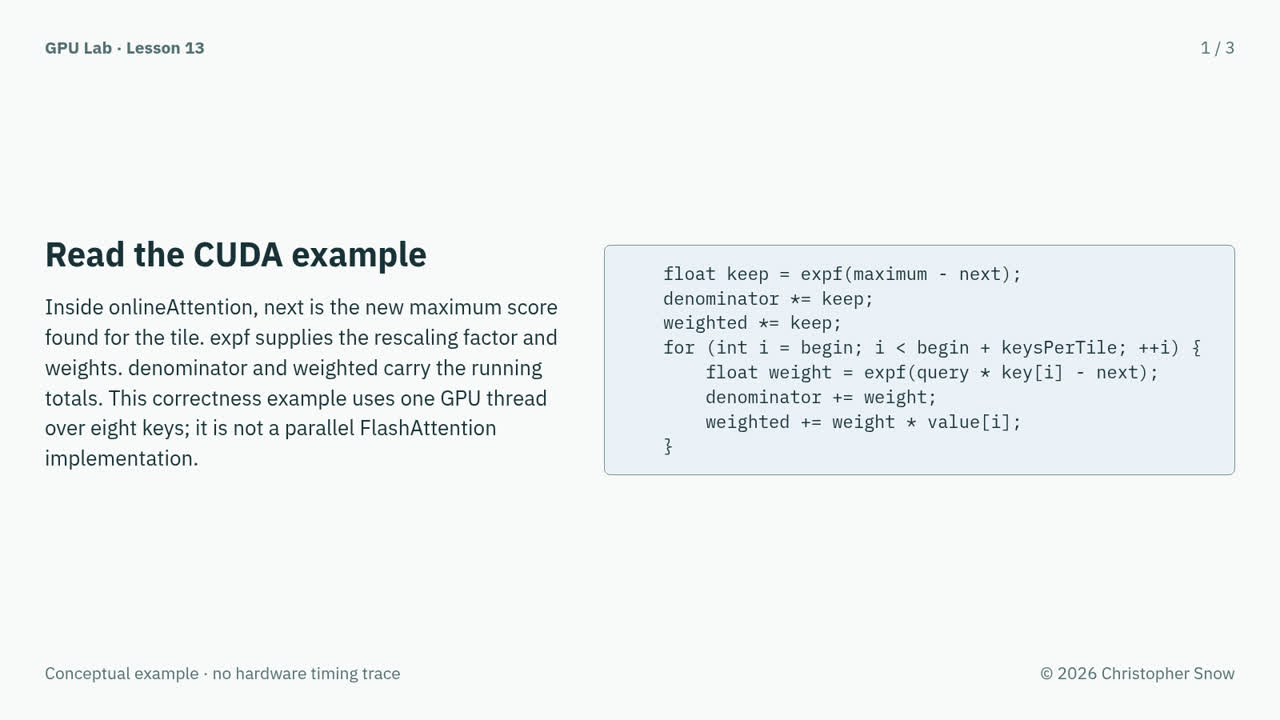 GPU Lab · Lesson 13
1 / 3
Read the CUDA example
Inside onlineAttention, next is the new maximum score
found for the tile. expf supplies the rescaling factor and
weights. denominator and weighted carry the running
totals. This correctness example uses one GPU thread
over eight keys; it is not a parallel FlashAttention
implementation.
float keep = expf(maximum - next);
denominator *= keep;
weighted *= keep;
for (int i = begin; i < begin + keysPerTile; ++i) {
    float weight = expf(query * key[i] - next);
    denominator += weight;
    weighted += weight * value[i];
}
Conceptual example · no hardware timing trace
© 2026 Christopher Snow